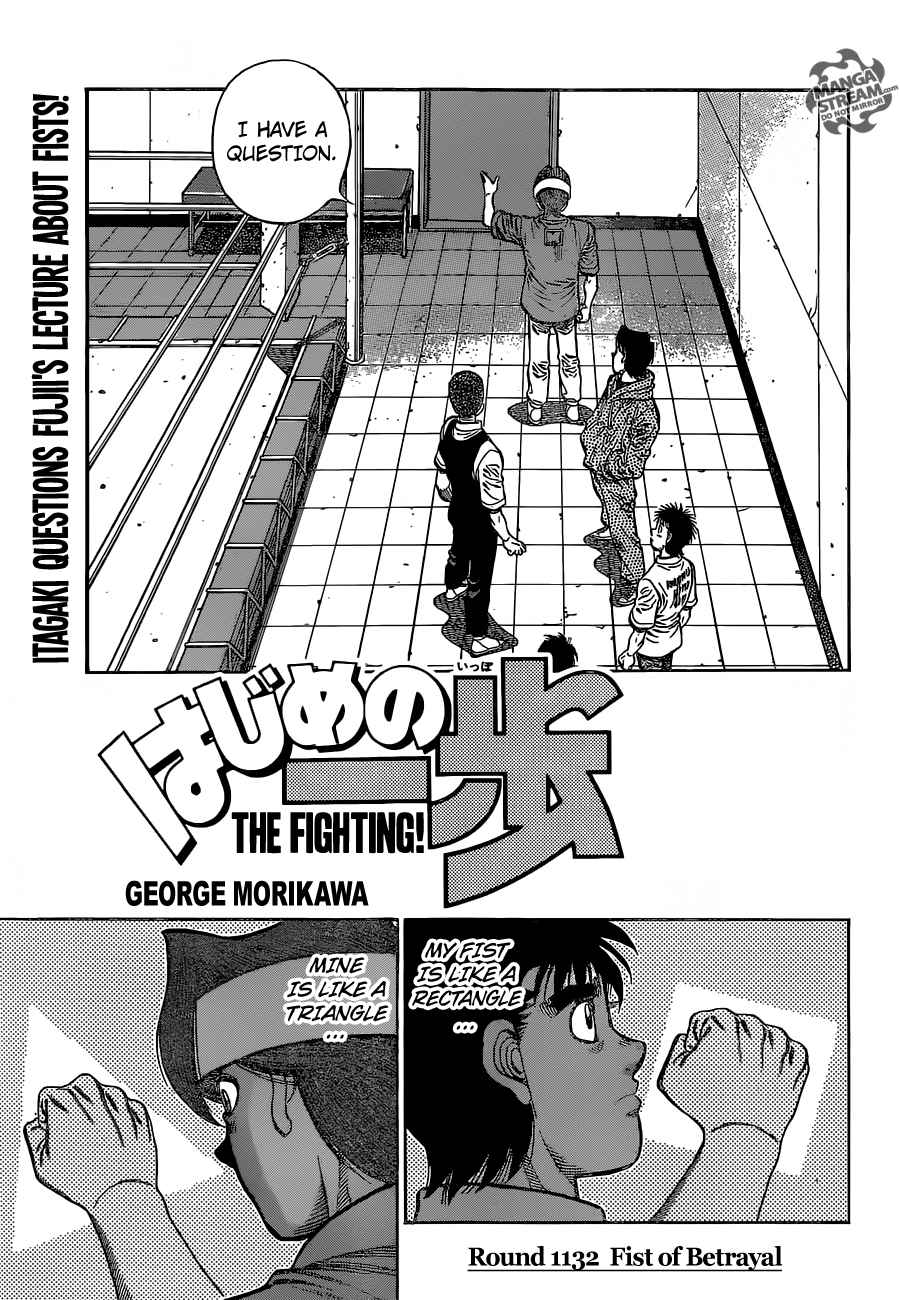 MANGA
STREAM.com
DO NOT MIRROR
ITAGAKI QUESTIONS FUJII'S LECTURE ABOUT FISTS!
I HAVE A
QUESTION.
いっぽ
はじめの一歩
THE FIGHTING!
GEORGE MORIKAWA
MY FIST
IS LIKE A
RECTANGLE
...
MINE
IS LIKE A
TRIANGLE
...
Round 1132 Fist of Betrayal